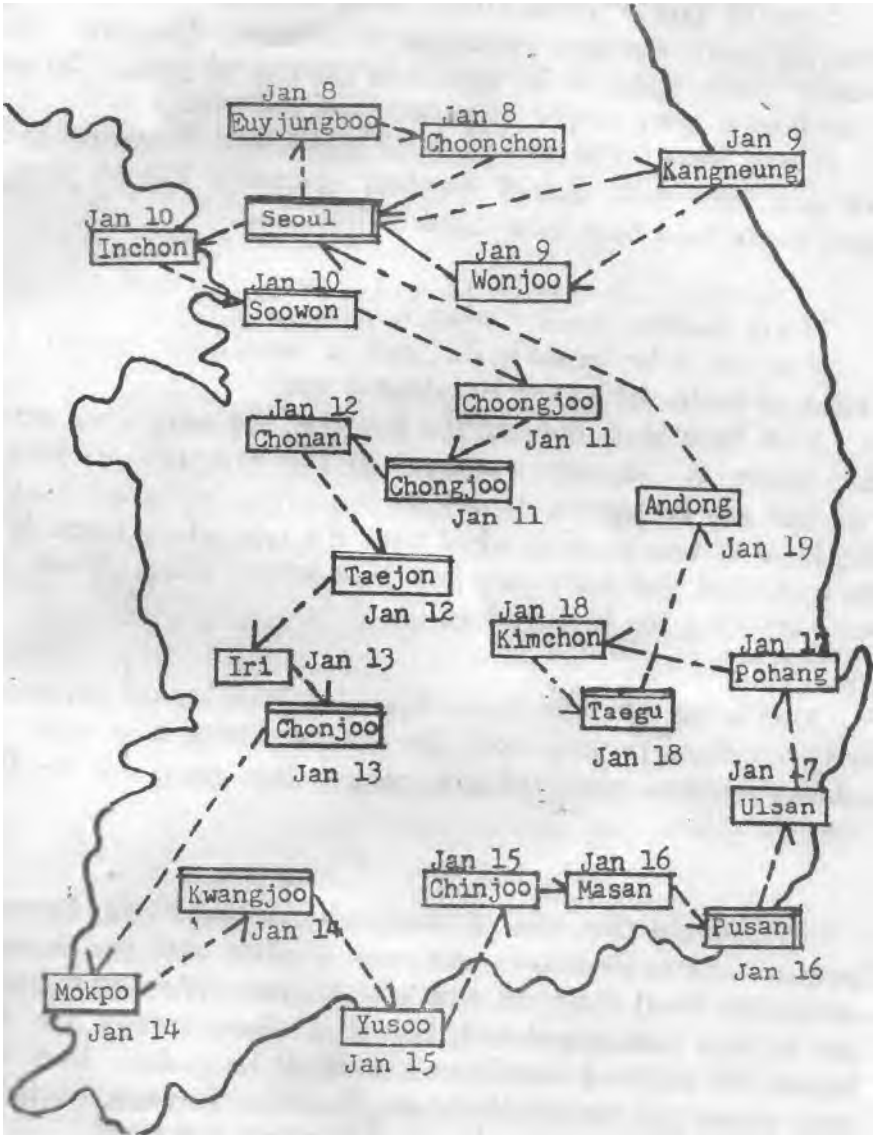 Jan 8
Euyjungboo
Jan 8
Choonchon
Jan 9
Kangneung
Jan 10
Inchon
Seoul
Jan 9
Wonjoo
Jan 10
Soowon
Choongjoo
Jan 11
Jan 12
Chonan
Chongjoo
Jan 11
Andong
Jan 19
Taejon
Jan 12
Jan 18
Kimchon
Jan 17
Pohang
Iri
Jan 13
Taegu
Jan 18
Chonjoo
Jan 13
Jan 17
Ulsan
Kwangjoo
Jan 14
Jan 15
Chinjoo
Jan 16
Masan
Pusan
Jan 16
Mokpo
Jan 14
Yusoo
Jan 15